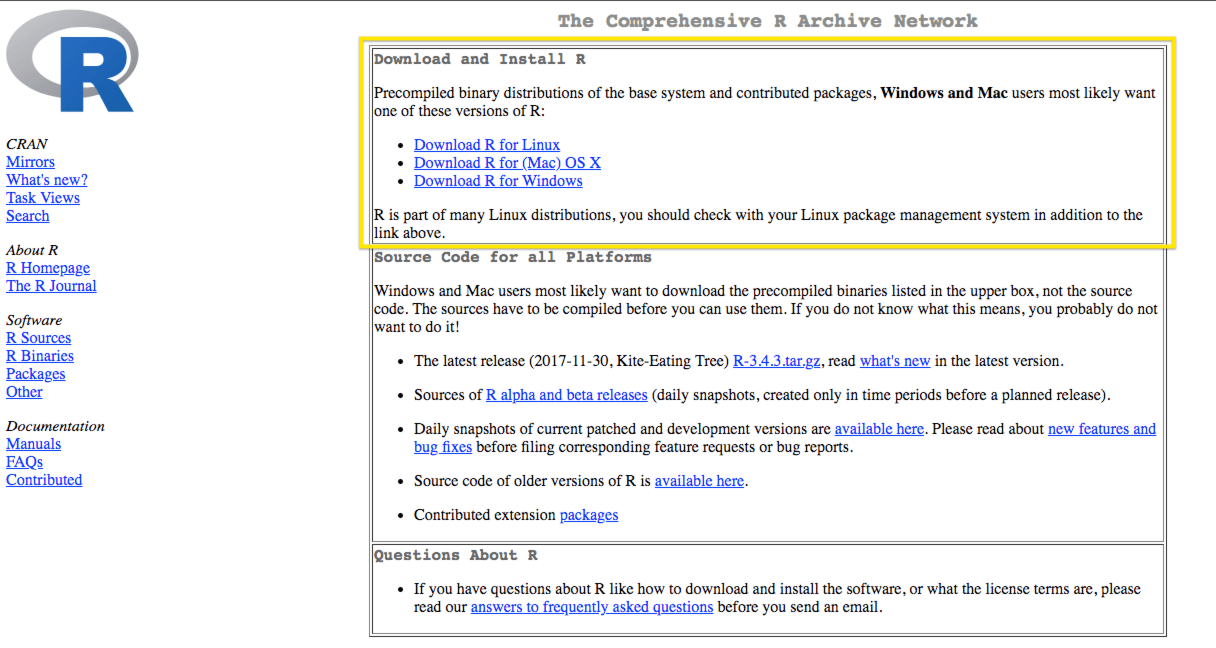 The Comprehensive R Archive Network
R
CRAN
Mirrors
What's new?
Task Views
Search
About R
R Homepage
The R Journal
Software
R Sources
R Binaries
Packages
Other
Documentation
Manuals
FAQs
Contributed
Download and Install R
Precompiled binary distributions of the base system and contributed packages, Windows and Mac users most likely want
one of these versions of R:
• Download R for Linux
• Download R for (Mac) OS X
• Download R for Windows
R is part of many Linux distributions, you should check with your Linux package management system in addition to the
link above.
Source Code for all Platforms
Windows and Mac users most likely want to download the precompiled binaries listed in the upper box, not the source
code. The sources have to be compiled before you can use them. If you do not know what this means, you probably do not
want to do it!
• The latest release (2017-11-30, Kite-Eating Tree) R-3.4.3.tar.gz, read what's new in the latest version.
• Sources of R alpha and beta releases (daily snapshots, created only in time periods before a planned release).
• Daily snapshots of current patched and development versions are available here. Please read about new features and
bug fixes before filing corresponding feature requests or bug reports.
• Source code of older versions of R is available here.
• Contributed extension packages
Questions About R
• If you have questions about R like how to download and install the software, or what the license terms are, please
read our answers to frequently asked questions before you send an email.